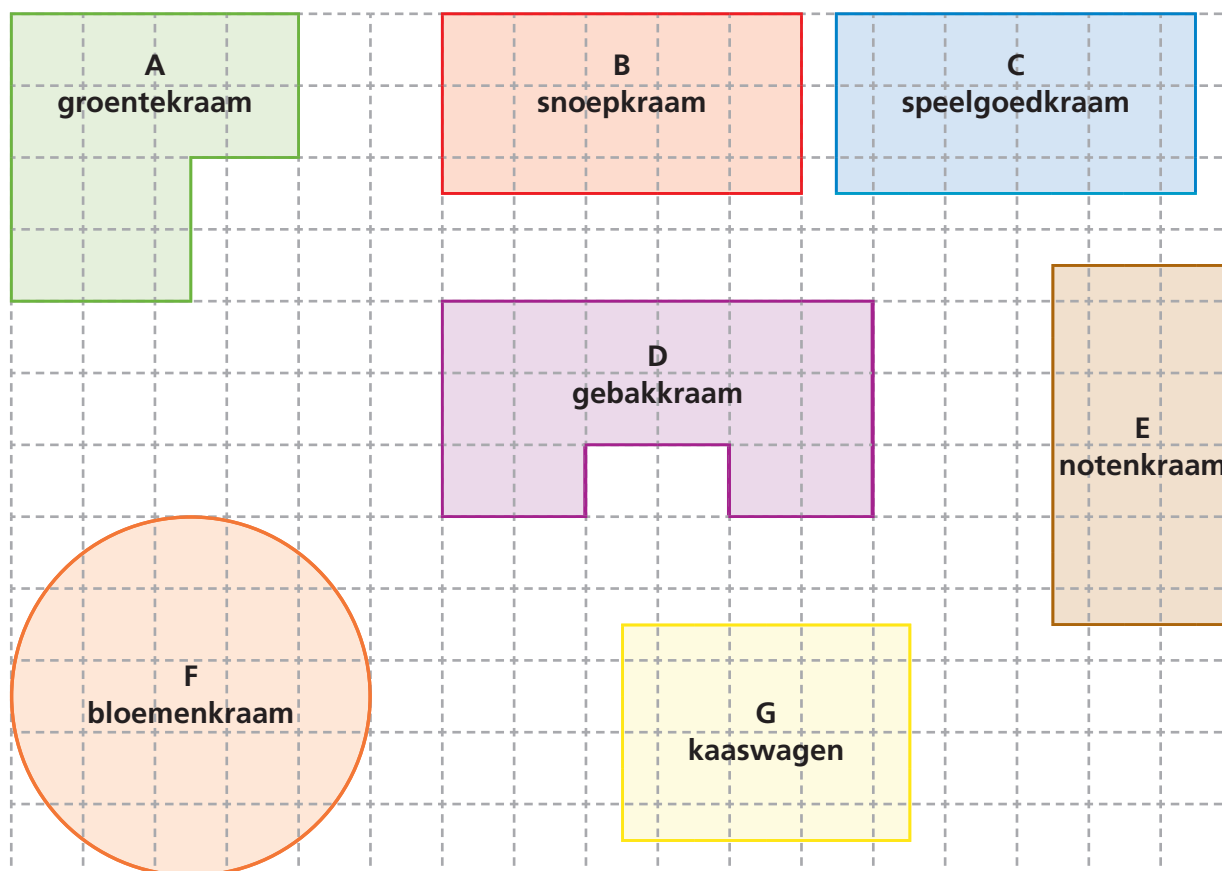 A
groentekraam
B
snoepkraam
C
speelgoedkraam
D
gebakkraam
E
notenkraam
F
bloemenkraam
G
kaaswagen